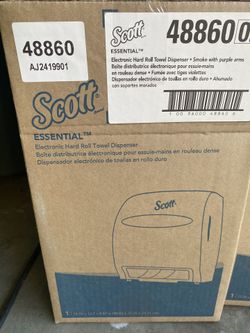 48860
AJ2419901
Scott
ESSENTIAL™
48860
Electronic Hard Roll Towel Dispenser • Smoke with purple arms
Boîte distributrice électronique pour essuie-mains
en rouleau dense • Fumée avec tiges violettes
Dispensador electrónico de toallas en rollo duro • Ahumado
con soportes morados
Scott
ESSENTIAL™
Electronic Hard Roll Towel Dispenser
Boîte distributrice électronique pour essuie-mains en rouleau dense
Dispensador electrónico de toallas en rollo duro
Scott
Scott